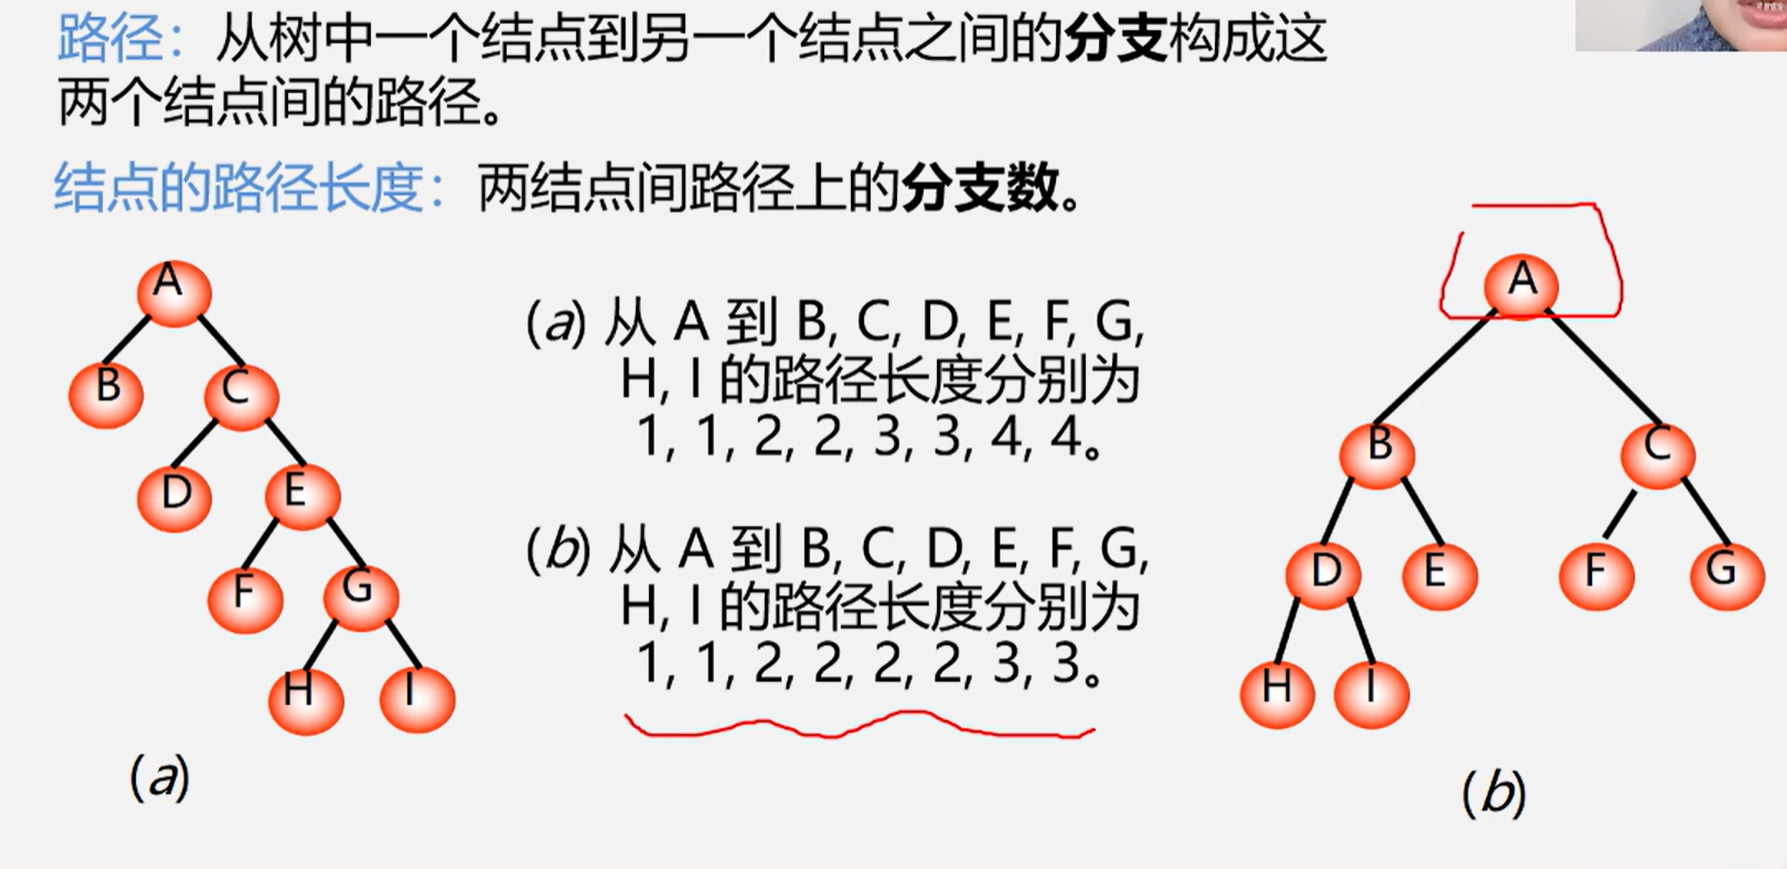 路径：从树中一个结点到另一个结点之间的分支构成这
两个结点间的路径。
结点的路径长度：两结点间路径上的分支数。
A
B
C
D
E
F
G
H
I
(a)
(a) 从 A 到 B, C, D, E, F, G,
H, I 的路径长度分别为
1, 1, 2, 2, 3, 3, 4, 4。
(b) 从 A 到 B, C, D, E, F, G,
H, I 的路径长度分别为
1, 1, 2, 2, 2, 2, 3, 3。
A
B
C
D
E
F
G
H
I
(b)